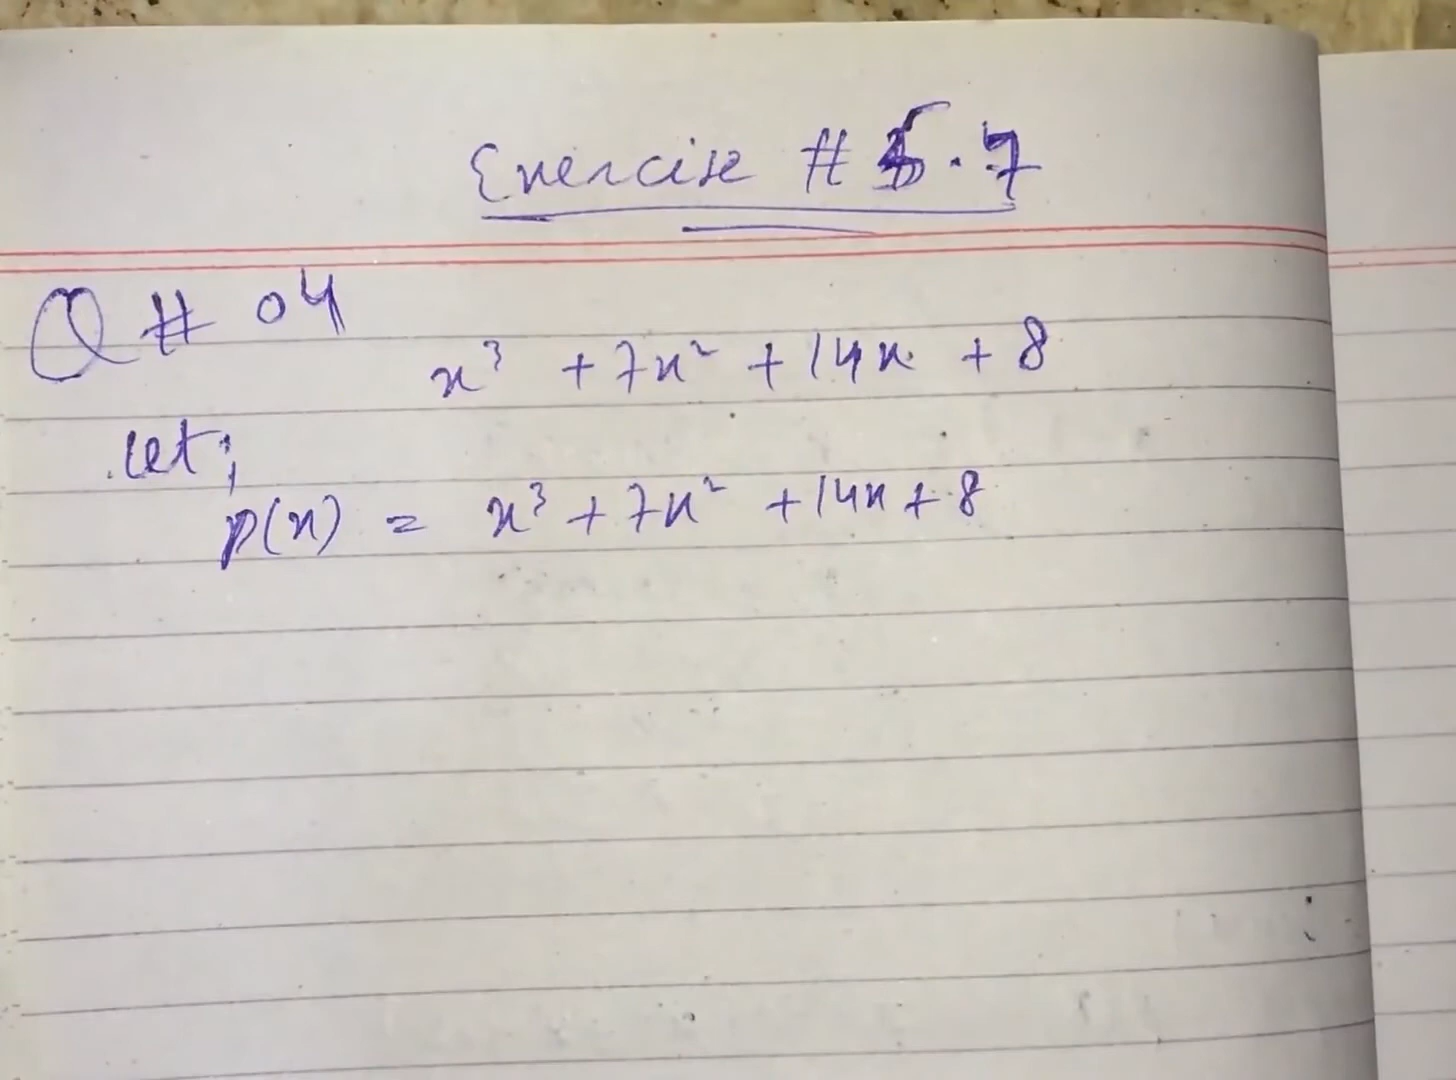 Exercise # 5.7
Q # 04
x³ + 7x² + 14x + 8
let;
p(x) = x³ + 7x² + 14x + 8